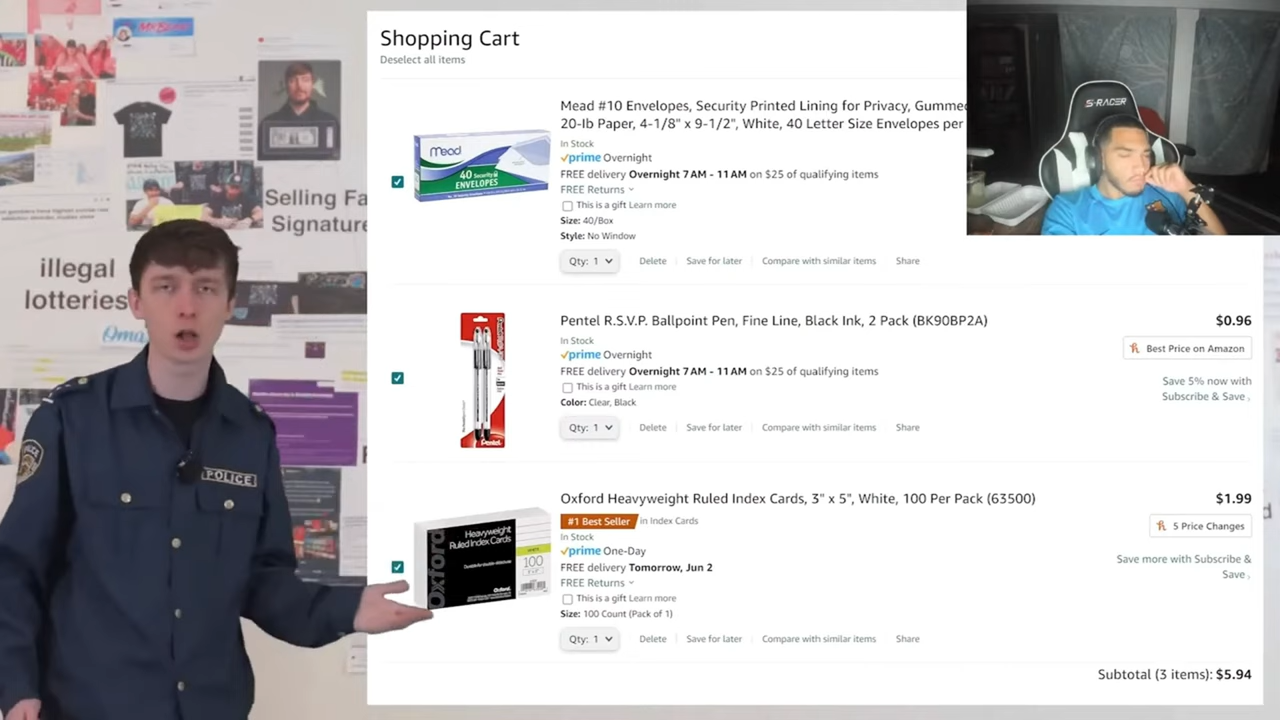 Shopping Cart
Deselect all items
Mead #10 Envelopes, Security Printed Lining for Privacy, Gummed
20-lb Paper, 4-1/8" x 9-1/2", White, 40 Letter Size Envelopes per
In Stock
prime Overnight
FREE delivery Overnight 7 AM - 11 AM on $25 of qualifying items
FREE Returns
This is a gift Learn more
Size: 40/Box
Style: No Window
Qty: 1
Delete
Save for later
Compare with similar items
Share
Mead
40 Security
ENVELOPES
Pentel R.S.V.P. Ballpoint Pen, Fine Line, Black Ink, 2 Pack (BK90BP2A)
$0.96
In Stock
Best Price on Amazon
prime Overnight
FREE delivery Overnight 7 AM - 11 AM on $25 of qualifying items
This is a gift Learn more
Save 5% now with
Subscribe & Save
Color: Clear, Black
Qty: 1
Delete
Save for later
Compare with similar items
Share
Pentel
Oxford Heavyweight Ruled Index Cards, 3" x 5", White, 100 Per Pack (63500)
$1.99
#1 Best Seller in Index Cards
5 Price Changes
In Stock
prime One-Day
FREE delivery Tomorrow, Jun 2
FREE Returns
This is a gift Learn more
Save more with Subscribe &
Save
Size: 100 Count (Pack of 1)
Qty: 1
Delete
Save for later
Compare with similar items
Share
Oxford
Heavyweight
Ruled Index Cards
100
Subtotal (3 items): $5.94
S-RACER
Selling Fa
Signature
illegal
lotteries
POLICE